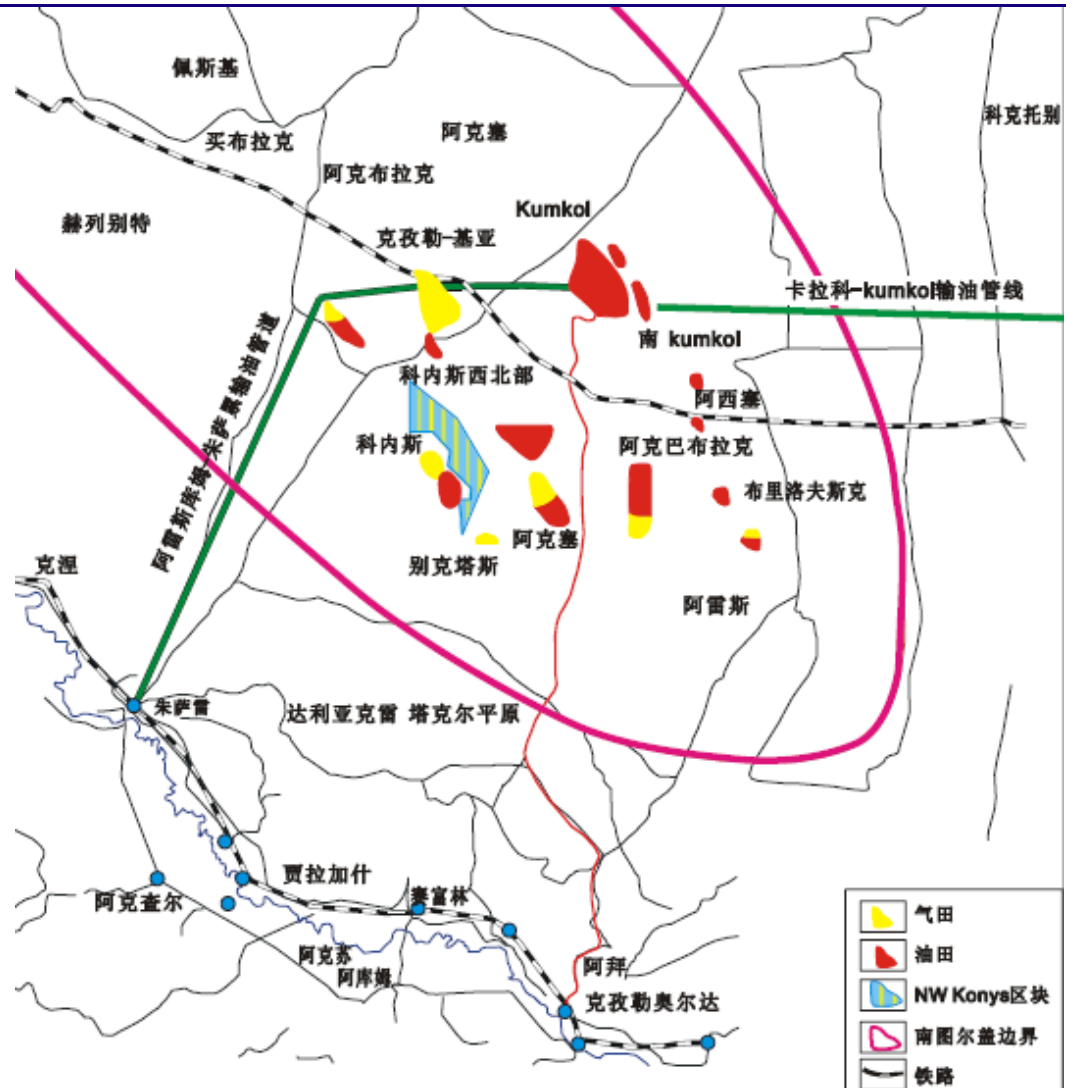 佩斯基
科克托别
买布拉克
阿克塞
阿克布拉克
Kumkol
赫列别特
克孜勒-基亚
卡拉科-kumkol输油管线
南 kumkol
阿雷斯库姆-朱萨累输油管道
科内斯西北部
阿西塞
科内斯
阿克巴布拉克
布里洛夫斯克
阿克塞
别克塔斯
克涅
阿雷斯
朱萨雷
达利亚克雷 塔克尔平原
贾拉加什
赛富林
阿克查尔
阿克苏
阿库姆
阿拜
克孜勒奥尔达
气田
油田
NW Konys区块
南图尔盖边界
铁路